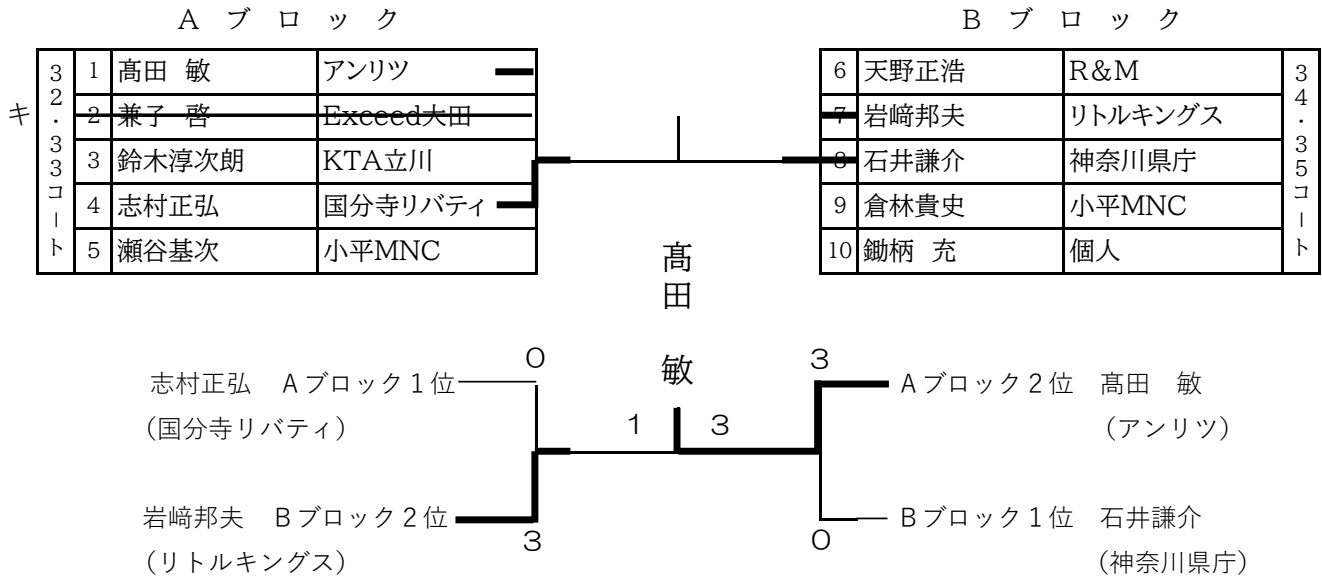 A ブロック
B ブロック
キ
32・33コート
1 髙田 敏 アンリツ
2 兼子 啓 Exceed大田
3 鈴木淳次朗 KTA立川
4 志村正弘 国分寺リバティ
5 瀬谷基次 小平MNC
6 天野正浩 R&M
7 岩﨑邦夫 リトルキングス
8 石井謙介 神奈川県庁
9 倉林貴史 小平MNC
10 鋤柄 充 個人
34・35コート
髙田 敏
0
3
志村正弘 Aブロック1位
(国分寺リバティ)
Aブロック2位 髙田 敏
(アンリツ)
1 3
岩﨑邦夫 Bブロック2位
(リトルキングス)
3
Bブロック1位 石井謙介
(神奈川県庁)
0